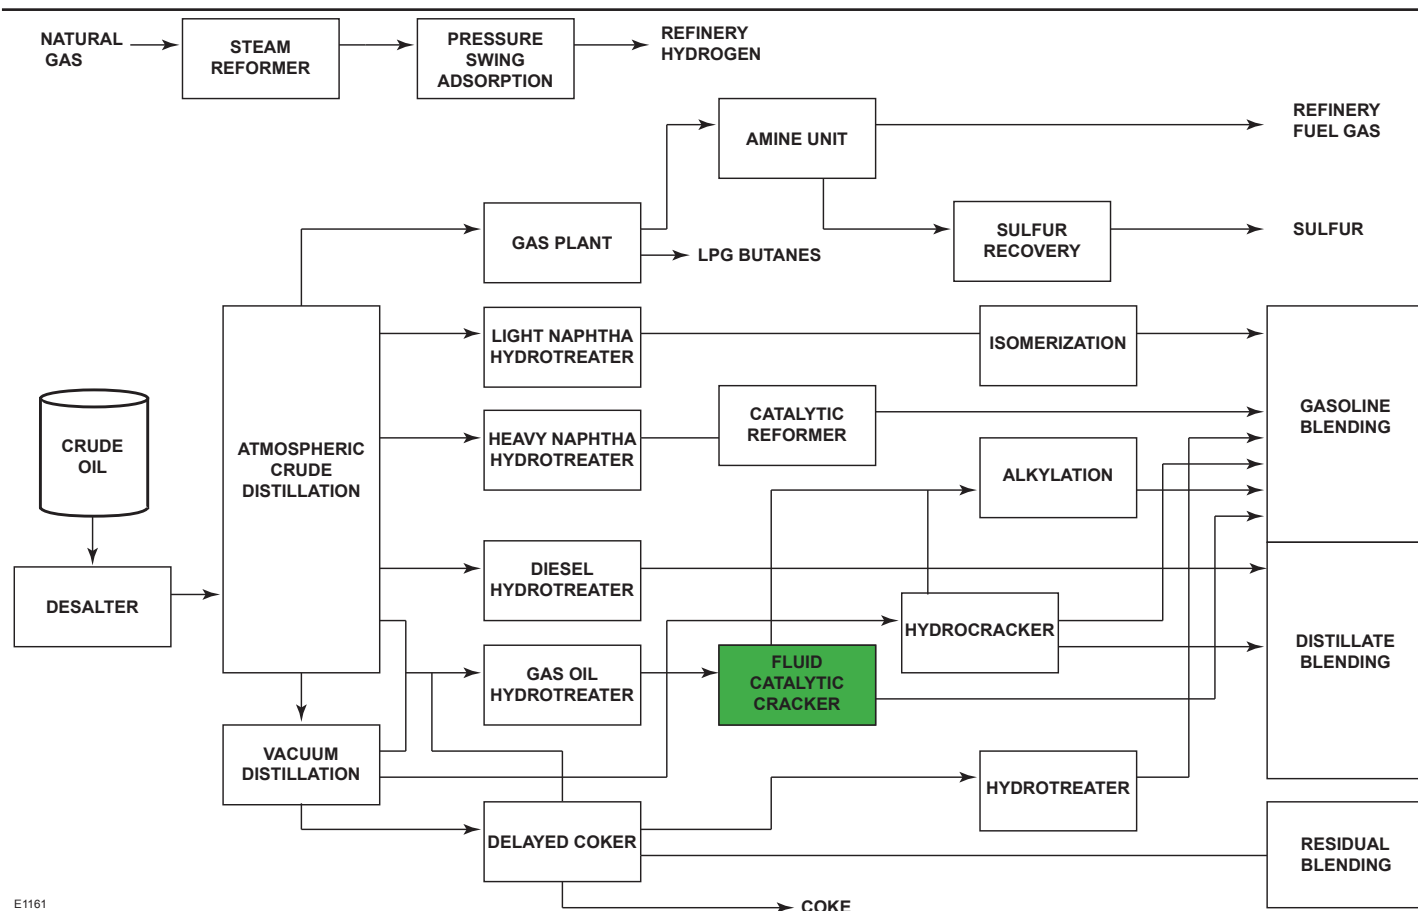 NATURAL
GAS
STEAM
REFORMER
PRESSURE
SWING
ADSORPTION
REFINERY
HYDROGEN
AMINE UNIT
REFINERY
FUEL GAS
GAS PLANT
LPG BUTANES
SULFUR
RECOVERY
SULFUR
LIGHT NAPHTHA
HYDROTREATER
ISOMERIZATION
CRUDE
OIL
ATMOSPHERIC
CRUDE
DISTILLATION
HEAVY NAPHTHA
HYDROTREATER
CATALYTIC
REFORMER
ALKYLATION
GASOLINE
BLENDING
DESALTER
DIESEL
HYDROTREATER
HYDROCRACKER
DISTILLATE
BLENDING
GAS OIL
HYDROTREATER
FLUID
CATALYTIC
CRACKER
VACUUM
DISTILLATION
HYDROTREATER
DELAYED COKER
RESIDUAL
BLENDING
COKE
E1161